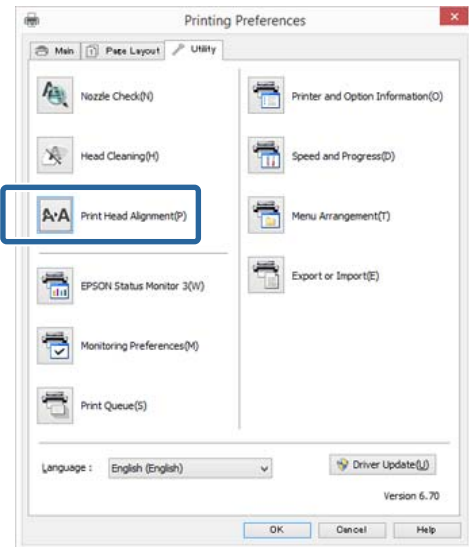 Printing Preferences
Main
Page Layout
Utility
Nozzle Check(N)
Head Cleaning(H)
A·A Print Head Alignment(P)
EPSON Status Monitor 3(W)
Monitoring Preferences(M)
Print Queue(S)
Printer and Option Information(O)
Speed and Progress(D)
Menu Arrangement(T)
Export or Import(E)
Language : English (English)
Driver Update(U)
Version 6.70
OK Cancel Help